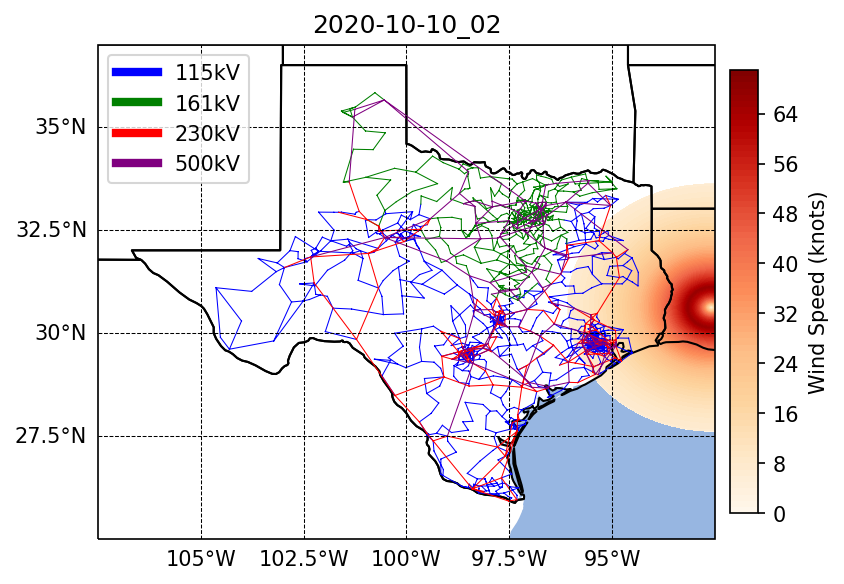 2020-10-10_02
115kV
161kV
230kV
500kV
35°N
32.5°N
30°N
27.5°N
105°W
102.5°W
100°W
97.5°W
95°W
64
56
48
40
32
24
16
8
0
Wind Speed (knots)